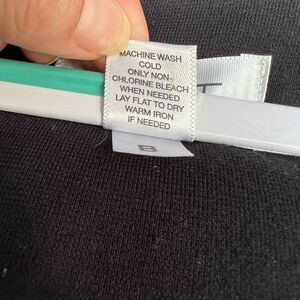 MACHINE WASH
COLD
ONLY NON-
CHLORINE BLEACH
WHEN NEEDED
LAY FLAT TO DRY
WARM IRON
IF NEEDED